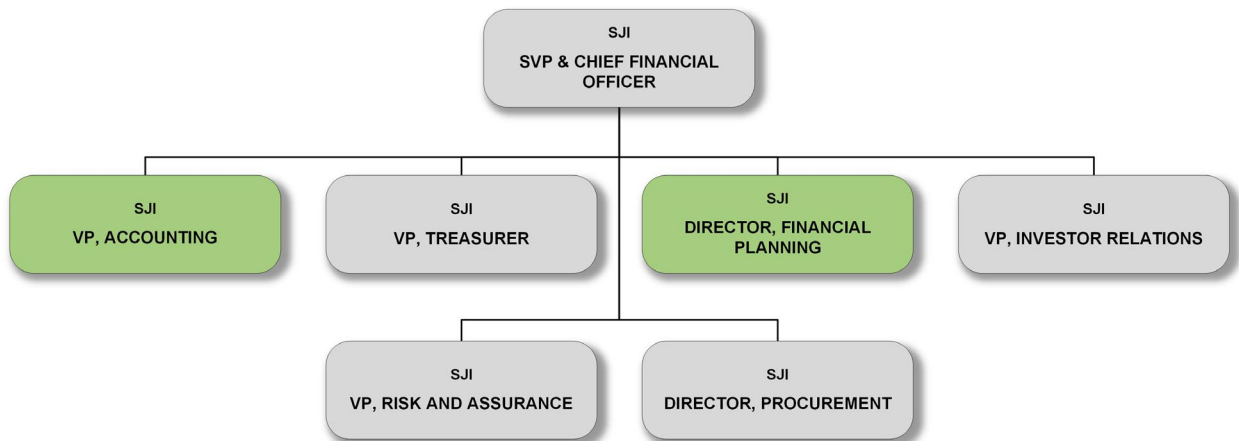 SJI
SVP & CHIEF FINANCIAL
OFFICER
SJI
VP, ACCOUNTING
SJI
VP, TREASURER
SJI
DIRECTOR, FINANCIAL
PLANNING
SJI
VP, INVESTOR RELATIONS
SJI
VP, RISK AND ASSURANCE
SJI
DIRECTOR, PROCUREMENT